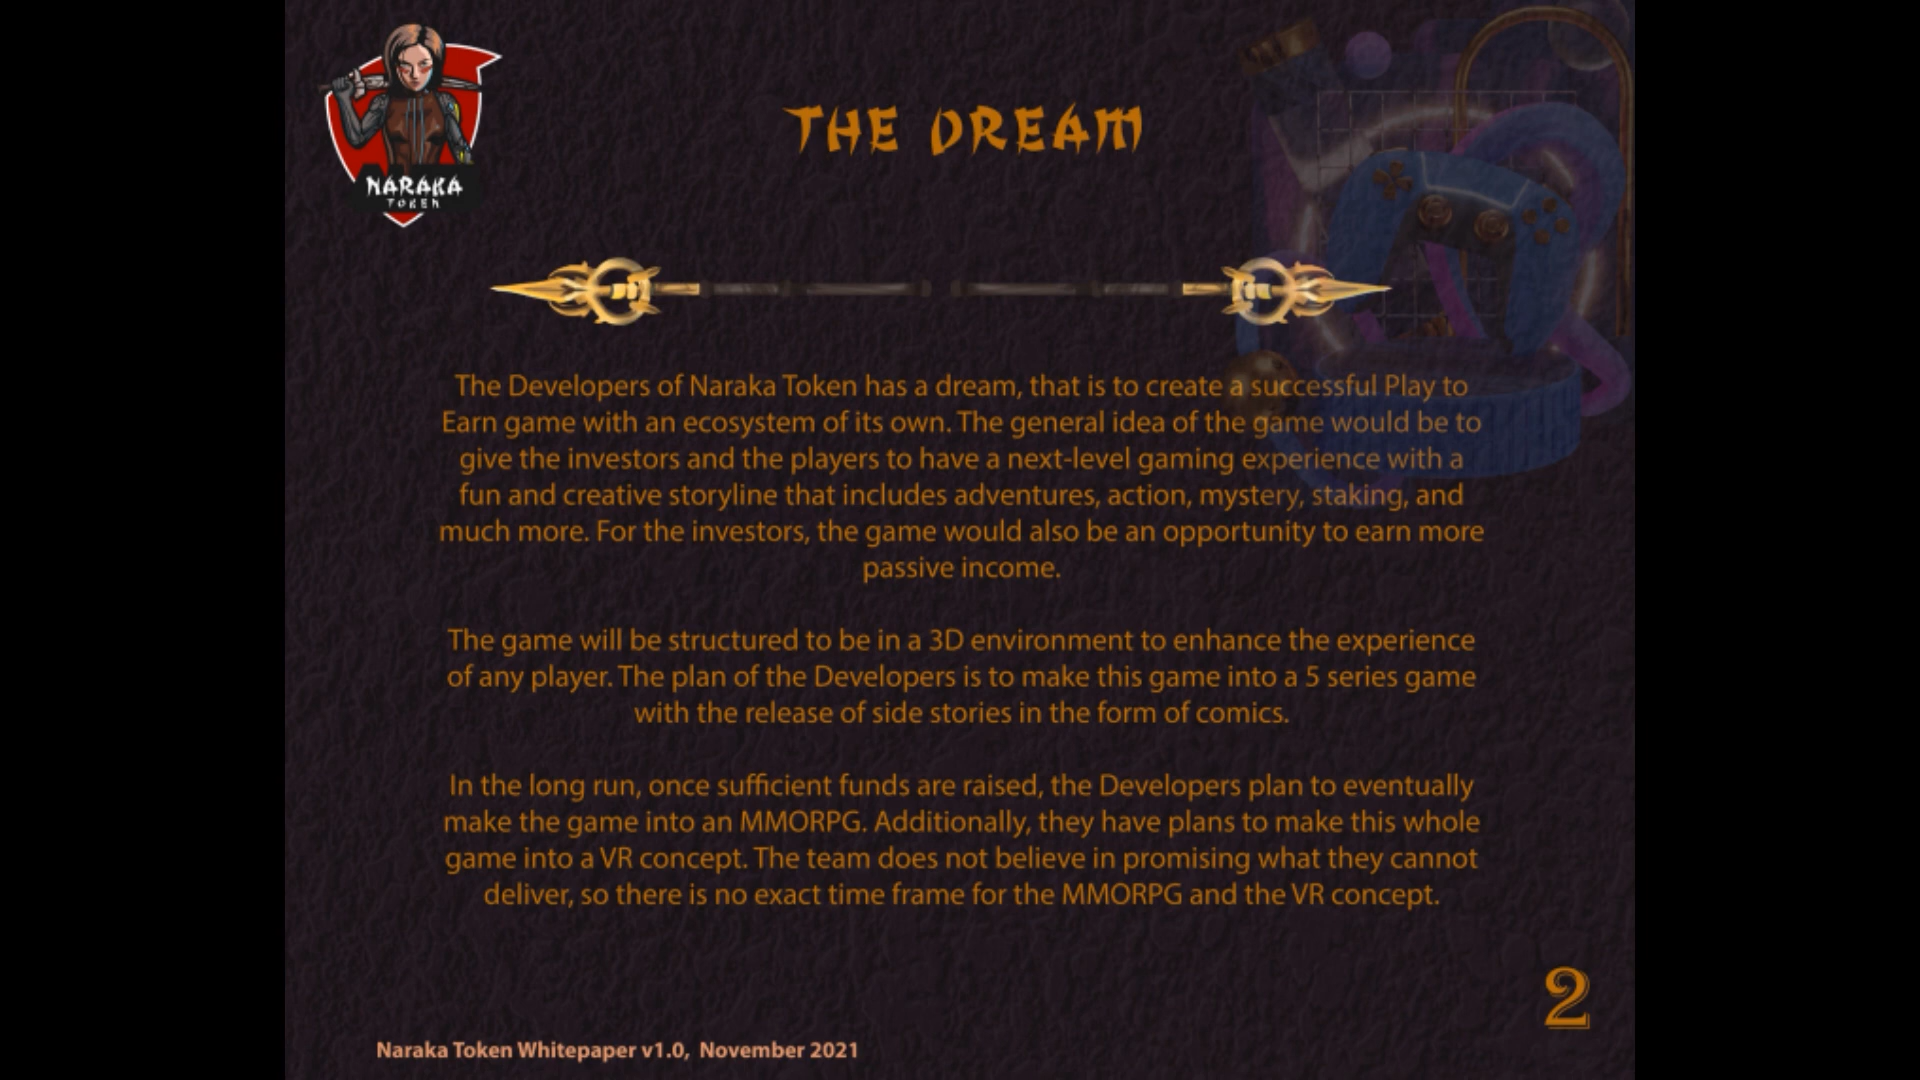 NARAKA
TOKEN
THE DREAM
The Developers of Naraka Token has a dream, that is to create a successful Play to
Earn game with an ecosystem of its own. The general idea of the game would be to
give the investors and the players to have a next-level gaming experience with a
fun and creative storyline that includes adventures, action, mystery, staking, and
much more. For the investors, the game would also be an opportunity to earn more
passive income.
The game will be structured to be in a 3D environment to enhance the experience
of any player. The plan of the Developers is to make this game into a 5 series game
with the release of side stories in the form of comics.
In the long run, once sufficient funds are raised, the Developers plan to eventually
make the game into an MMORPG. Additionally, they have plans to make this whole
game into a VR concept. The team does not believe in promising what they cannot
deliver, so there is no exact time frame for the MMORPG and the VR concept.
2
Naraka Token Whitepaper v1.0, November 2021